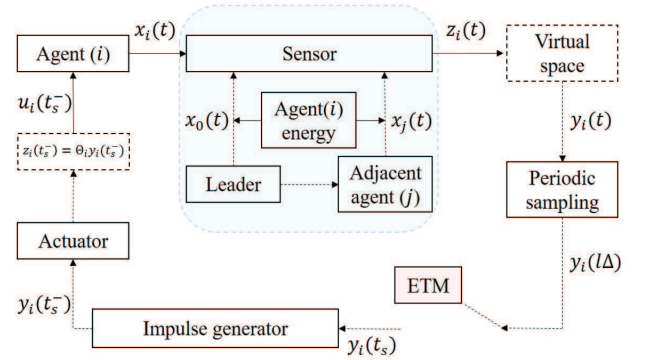 x_i(t)
z_i(t)
Agent (i)
Sensor
Virtual
space
u_i(t_s^-)
x_0(t)
Agent(i)
energy
x_j(t)
y_i(t)
z_i(t_s^-) = Θ_i y_i(t_s^-)
Leader
Adjacent
agent (j)
Periodic
sampling
Actuator
y_i(lΔ)
ETM
y_i(t_s^-)
Impulse generator
y_i(t_s)